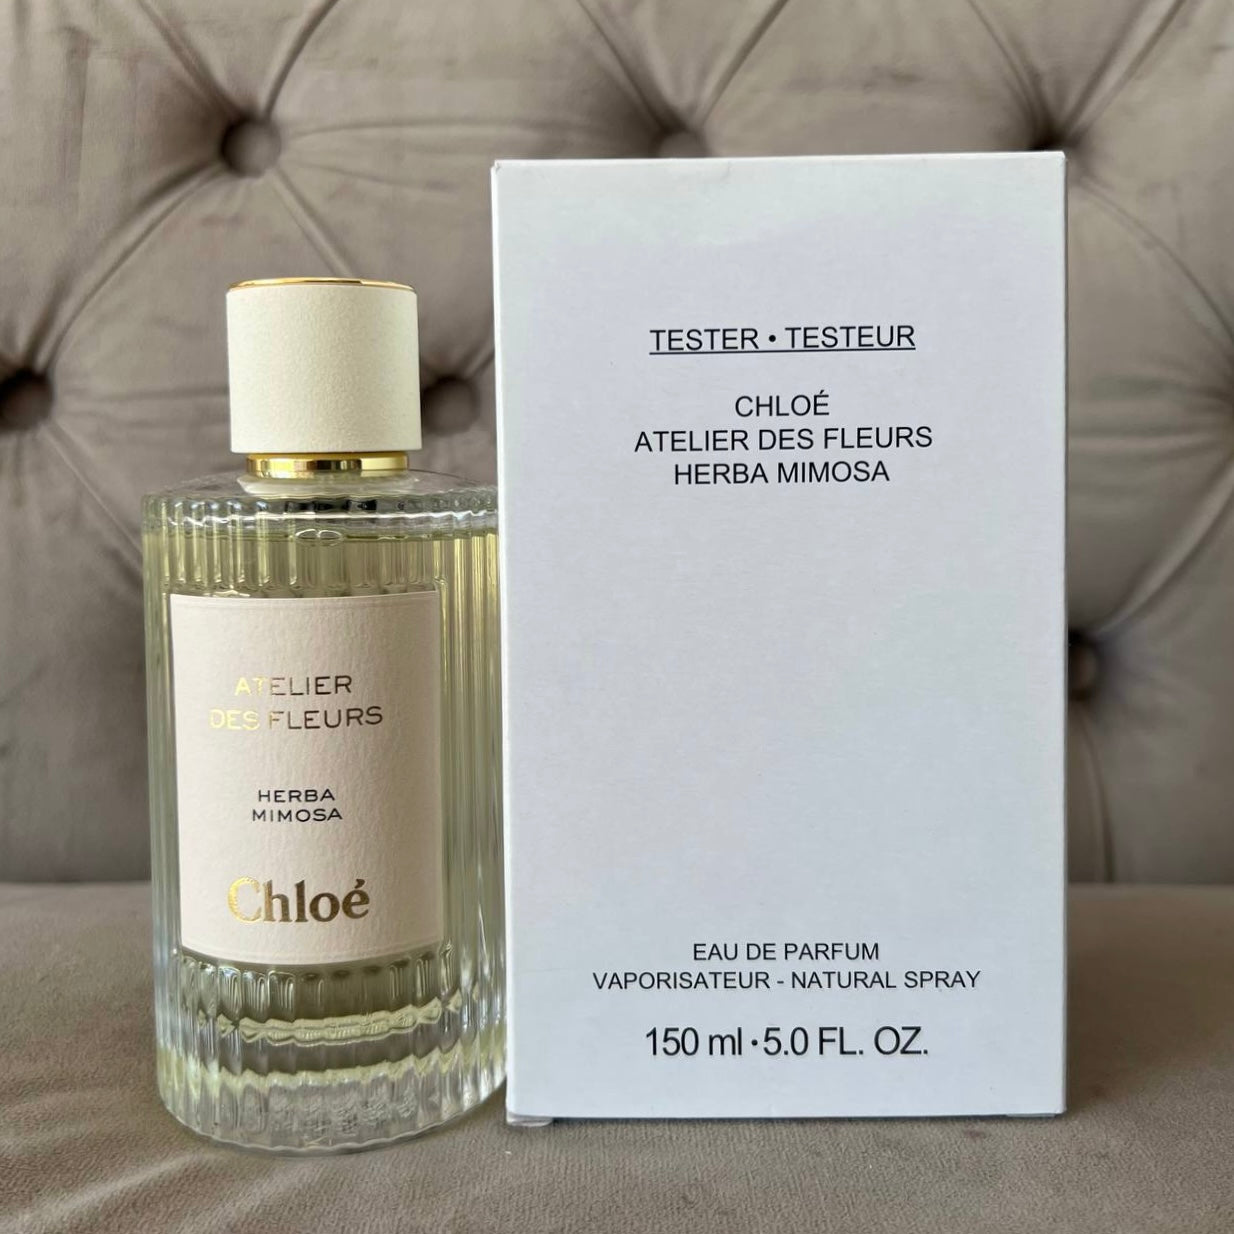 ATELIER
DES FLEURS
HERBA
MIMOSA
Chloé
TESTER • TESTEUR
CHLOÉ
ATELIER DES FLEURS
HERBA MIMOSA
EAU DE PARFUM
VAPORISATEUR - NATURAL SPRAY
150 ml • 5.0 FL. OZ.